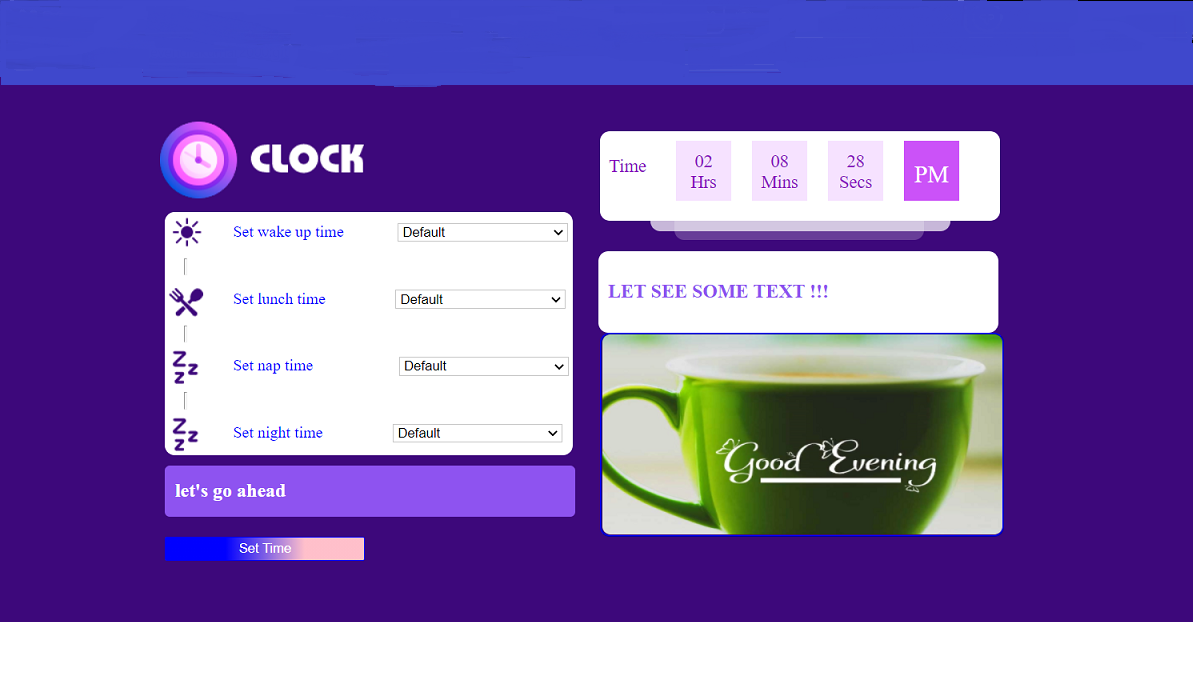 CLOCK
Set wake up time Default
Set lunch time Default
Set nap time Default
Set night time Default
let's go ahead
Set Time
Time 02 Hrs 08 Mins 28 Secs PM
LET SEE SOME TEXT !!!
Good Evening